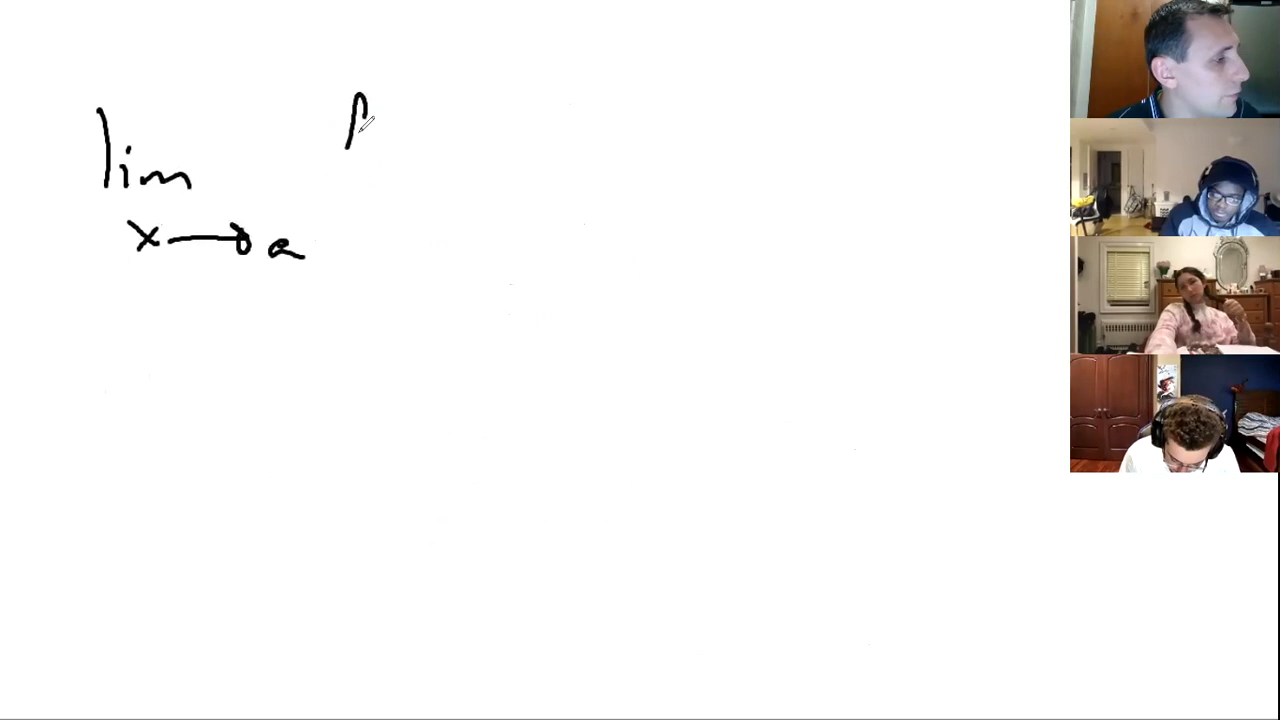 lim
x → a